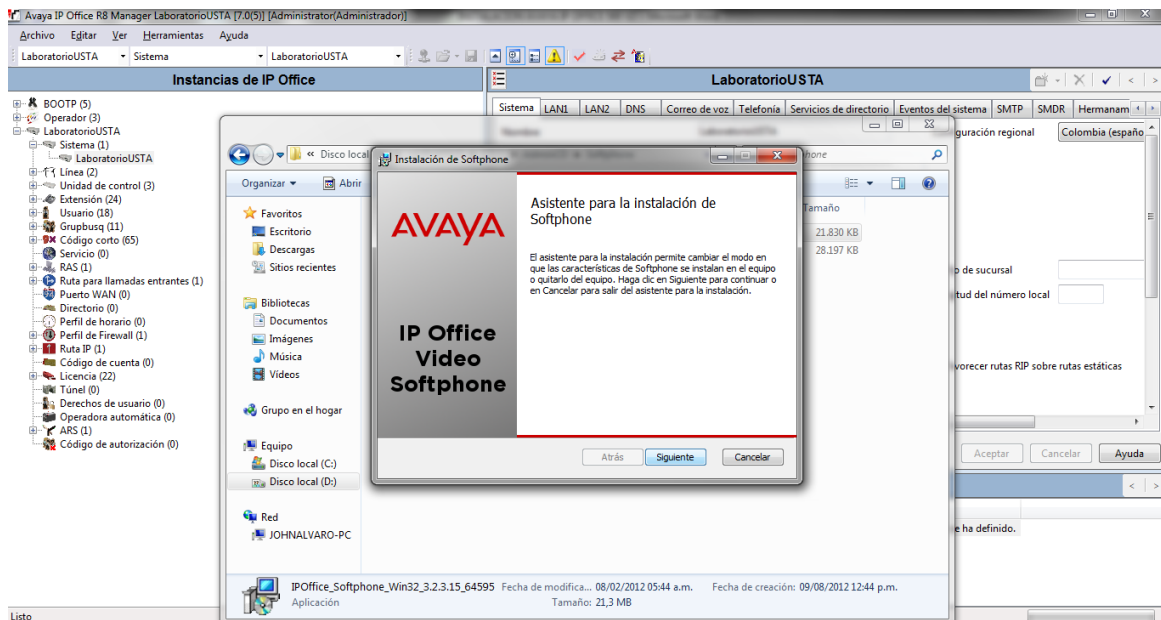 Avaya IP Office R8 Manager LaboratorioUSTA [7.0(5)] [Administrator(Administrador)]
Archivo Editar Ver Herramientas Ayuda
LaboratorioUSTA Sistema LaboratorioUSTA
Instancias de IP Office
LaboratorioUSTA
BOOTP (5)
Operador (3)
LaboratorioUSTA
Sistema (1)
LaboratorioUSTA
Línea (2)
Unidad de control (3)
Extensión (24)
Usuario (18)
Grupbusq (11)
Código corto (65)
Servicio (0)
RAS (1)
Ruta para llamadas entrantes (1)
Puerto WAN (0)
Directorio (0)
Perfil de horario (0)
Perfil de Firewall (1)
Ruta IP (1)
Código de cuenta (0)
Licencia (22)
Túnel (0)
Derechos de usuario (0)
Operadora automática (0)
ARS (1)
Código de autorización (0)
Sistema LAN1 LAN2 DNS Correo de voz Telefonía Servicios de directorio Eventos del sistema SMTP SMDR Hermanam
guración regional Colombia (españo
o de sucursal
tud del número local
vorecer rutas RIP sobre rutas estáticas
Aceptar Cancelar Ayuda
e ha definido.
« Disco local
hone
Organizar Abrir
Favoritos
Escritorio
Descargas
Sitios recientes
Bibliotecas
Documentos
Imágenes
Música
Vídeos
Grupo en el hogar
Equipo
Disco local (C:)
Disco local (D:)
Red
JOHNALVARO-PC
Tamaño
21.830 KB
28.197 KB
Instalación de Softphone
AVAYA
IP Office
Video
Softphone
Asistente para la instalación de
Softphone
El asistente para la instalación permite cambiar el modo en
que las características de Softphone se instalan en el equipo
o quitarlo del equipo. Haga clic en Siguiente para continuar o
en Cancelar para salir del asistente para la instalación.
Atrás Siguiente Cancelar
IPOffice_Softphone_Win32_3.2.3.15_64595 Fecha de modifica... 08/02/2012 05:44 a.m. Fecha de creación: 09/08/2012 12:44 p.m.
Aplicación Tamaño: 21,3 MB
Listo